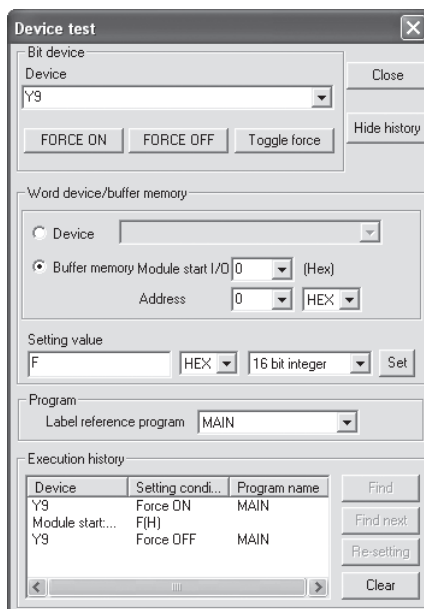 Device test
Bit device
Device
Close
Y9
Hide history
FORCE ON FORCE OFF Toggle force
Word device/buffer memory
Device
Buffer memory Module start I/O 0 (Hex)
Address 0 HEX
Setting value
F HEX 16 bit integer Set
Program
Label reference program MAIN
Execution history
Device Setting condi... Program name
Find
Y9 Force ON MAIN
Module start:... F(H)
Find next
Y9 Force OFF MAIN
Re-setting
Clear